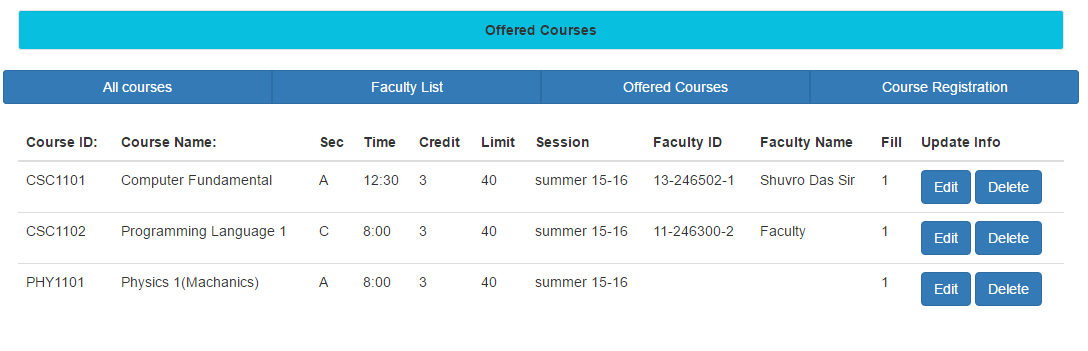 Offered Courses
All courses Faculty List Offered Courses Course Registration
Course ID: Course Name: Sec Time Credit Limit Session Faculty ID Faculty Name Fill Update Info
CSC1101 Computer Fundamental A 12:30 3 40 summer 15-16 13-246502-1 Shuvro Das Sir 1 Edit Delete
CSC1102 Programming Language 1 C 8:00 3 40 summer 15-16 11-246300-2 Faculty 1 Edit Delete
PHY1101 Physics 1(Machanics) A 8:00 3 40 summer 15-16 1 Edit Delete